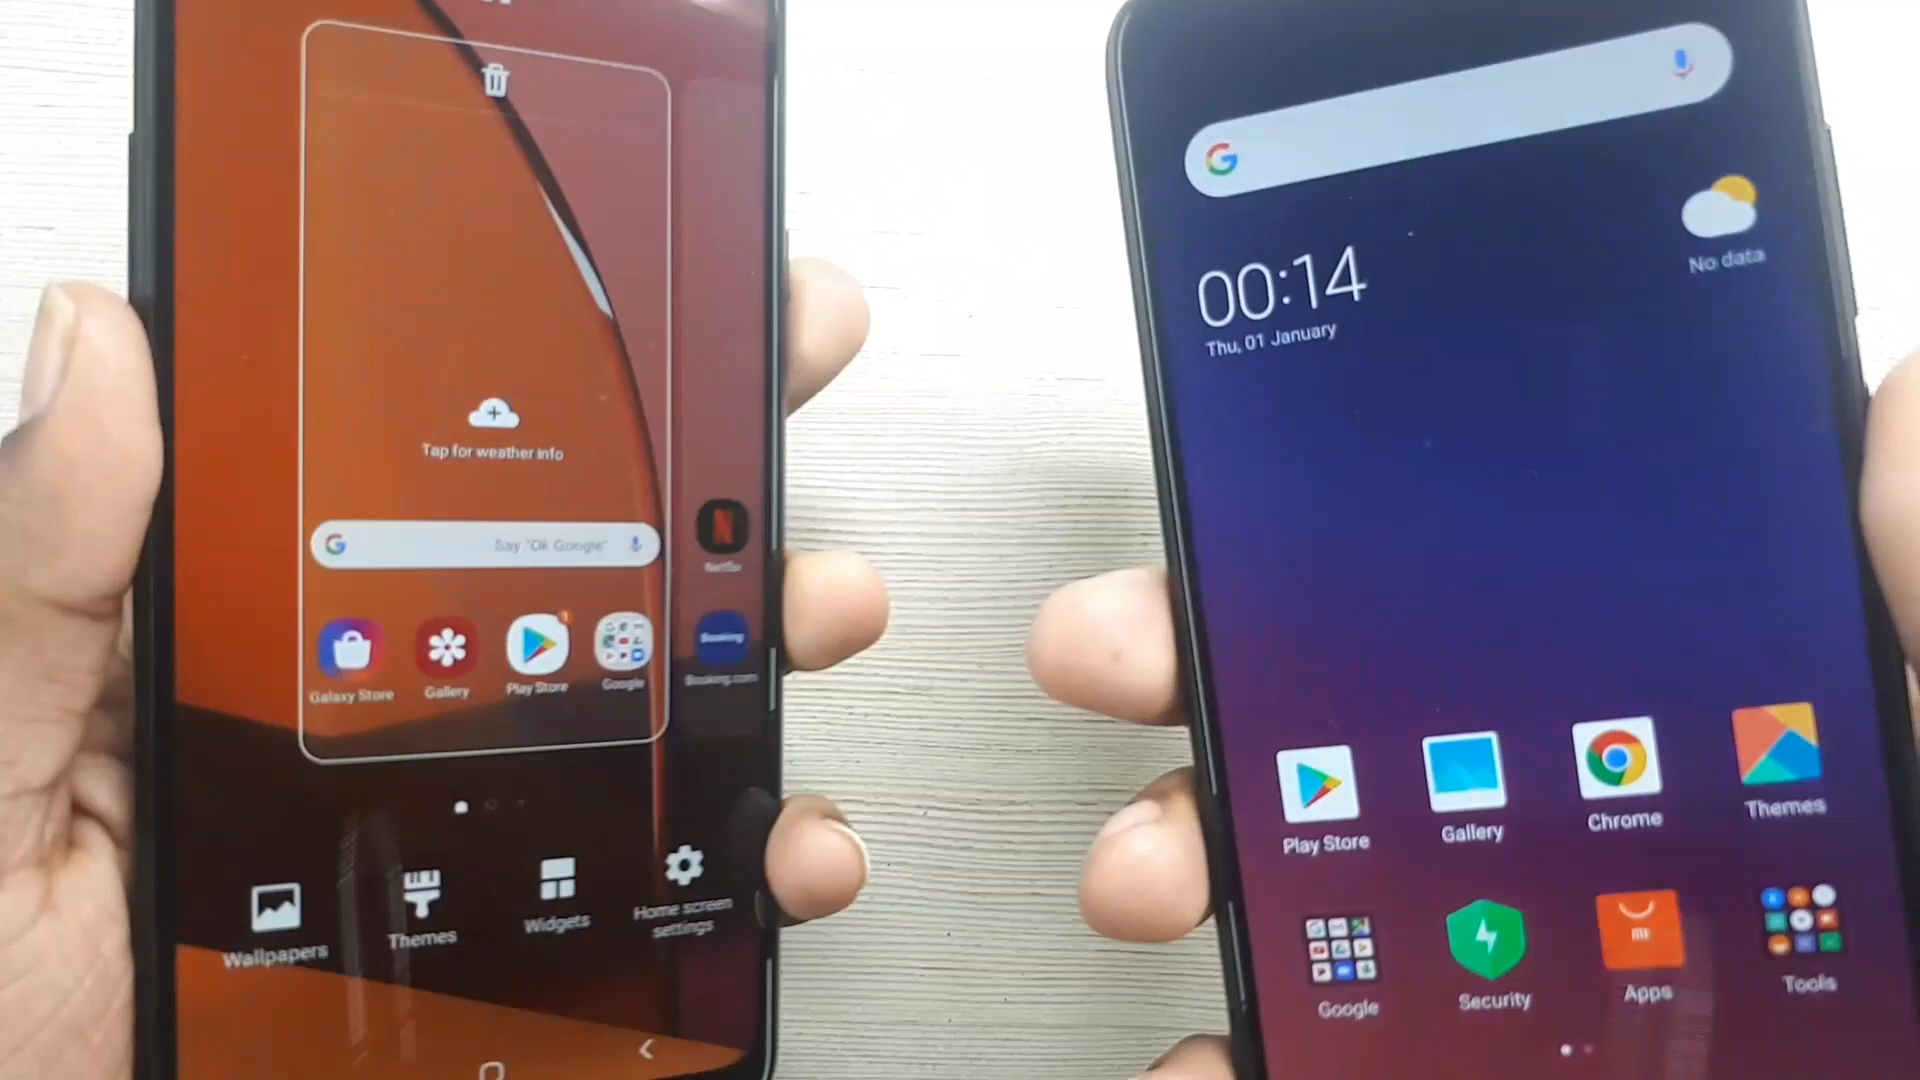 Tap for weather info
Say "Ok Google"
Netflix
Booking
Booking.com
Galaxy Store
Gallery
Play Store
Google
Wallpapers
Themes
Widgets
Home screen
settings
00:14
Thu, 01 January
No data
Play Store
Gallery
Chrome
Themes
Google
Security
Apps
Tools